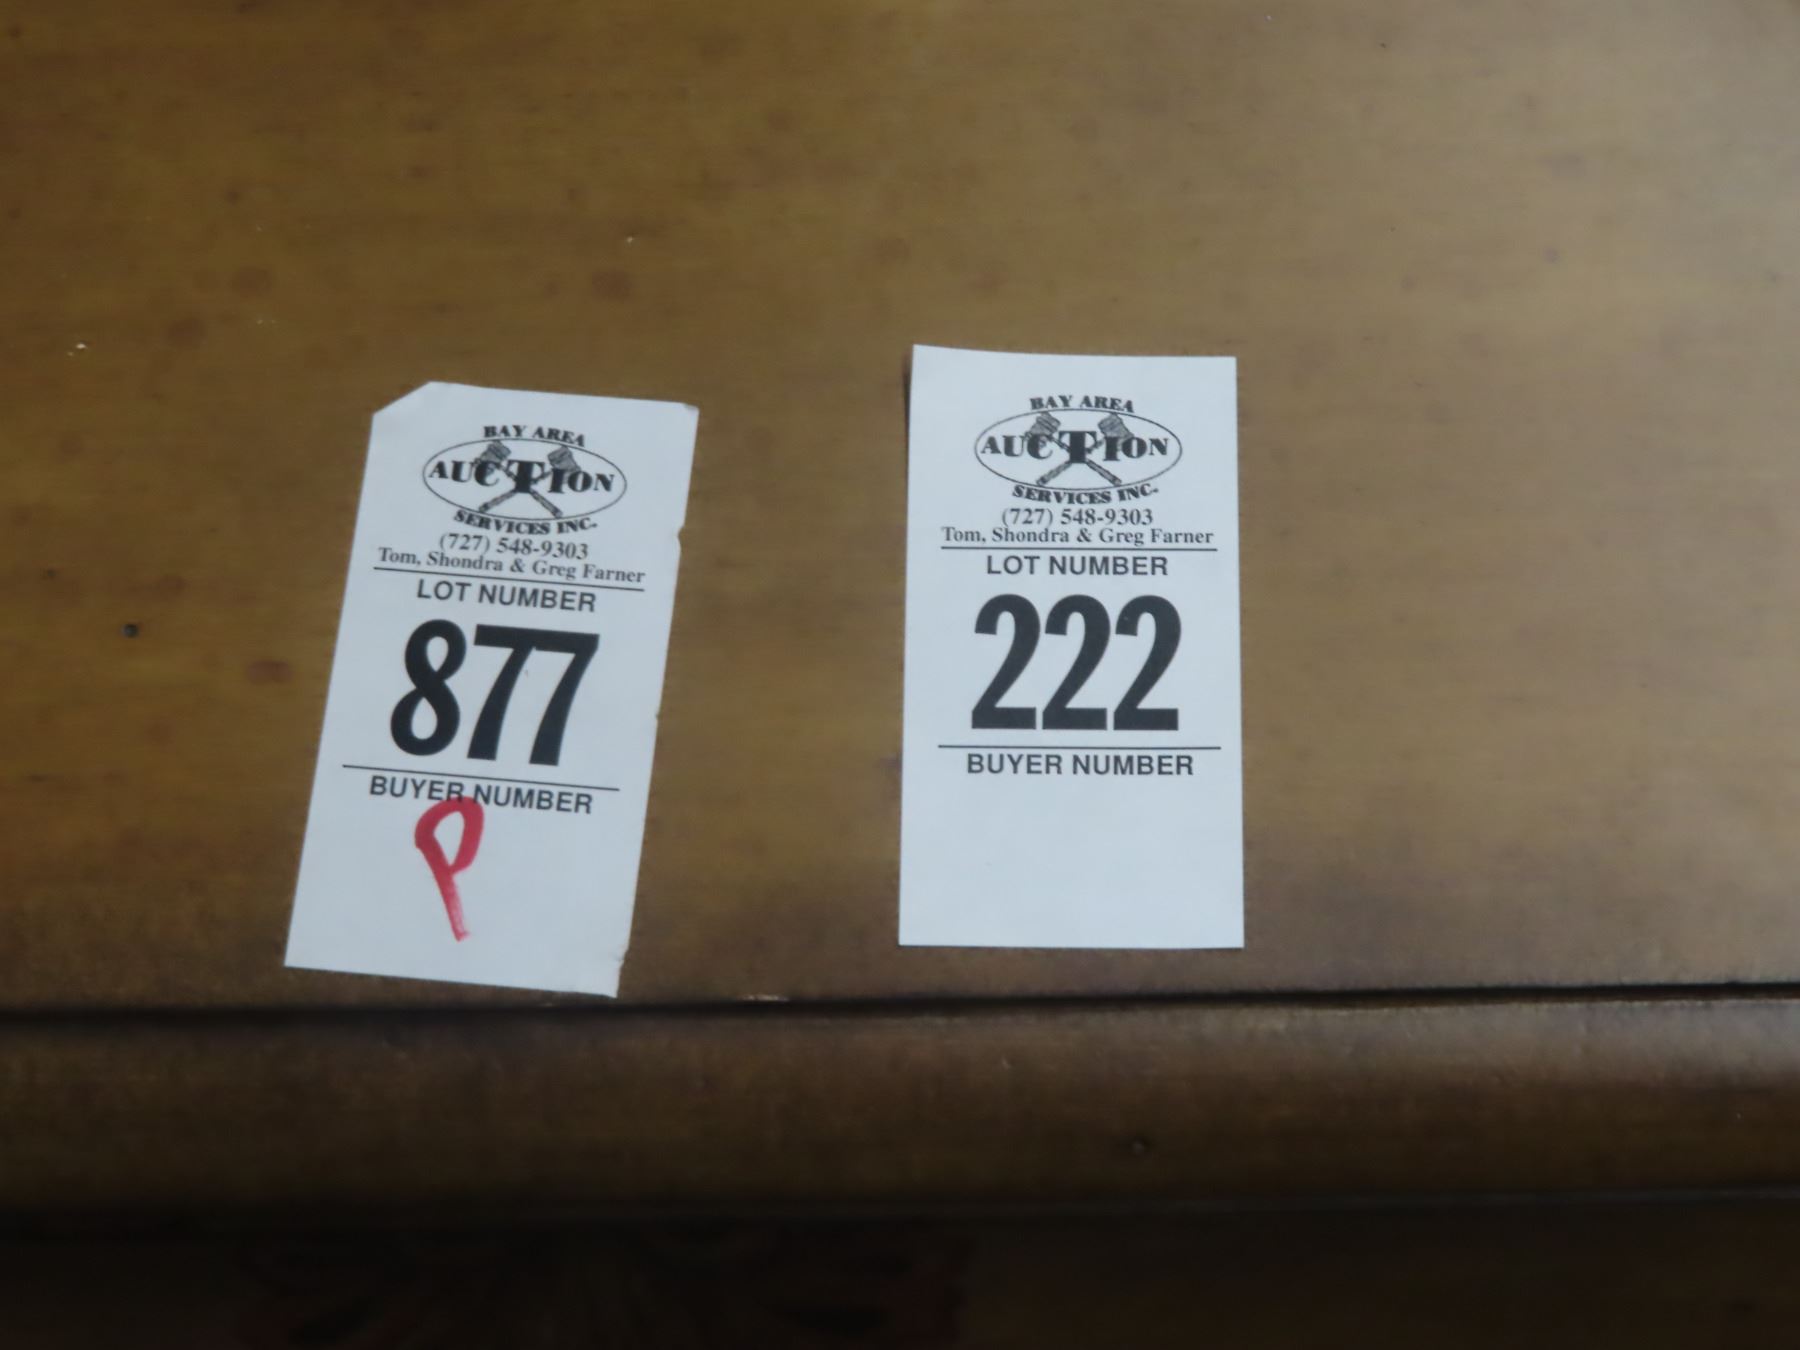 BAY AREA
AUCTION
SERVICES INC.
(727) 548-9303
Tom, Shondra & Greg Farner
LOT NUMBER
877
BUYER NUMBER
P
BAY AREA
AUCTION
SERVICES INC.
(727) 548-9303
Tom, Shondra & Greg Farner
LOT NUMBER
222
BUYER NUMBER